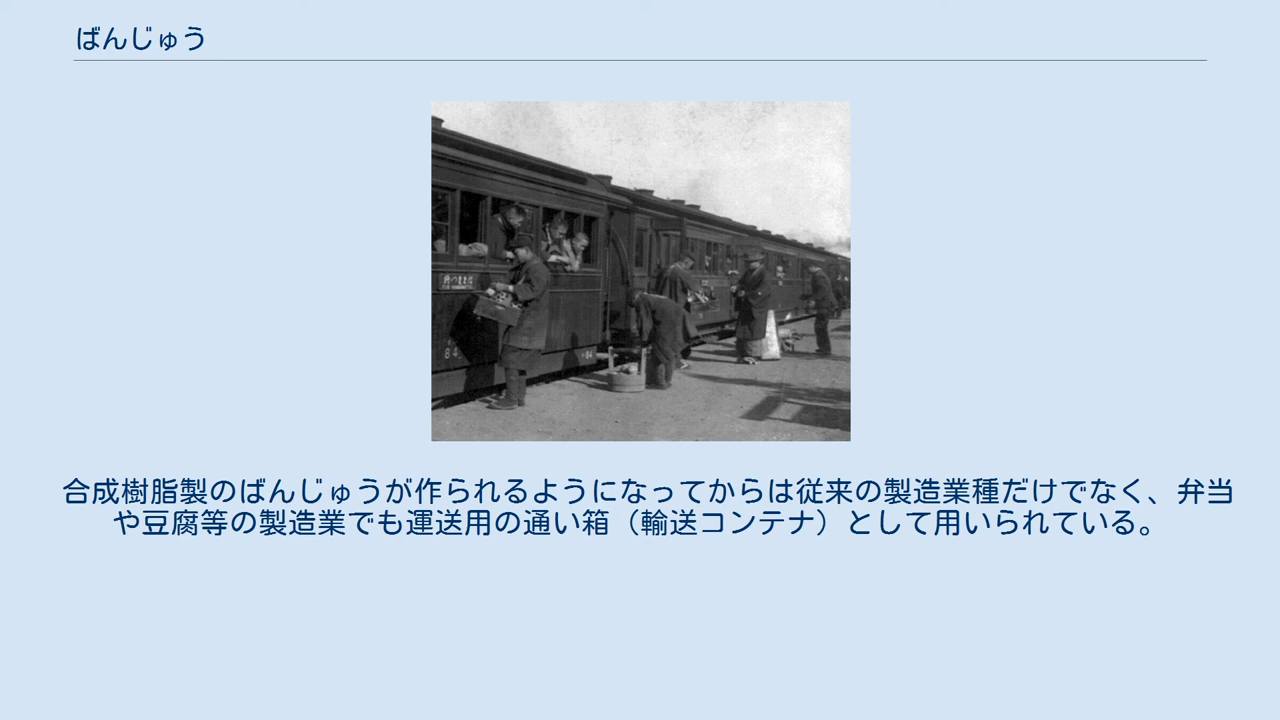 ばんじゅう
84
合成樹脂製のばんじゅうが作られるようになってからは従来の製造業種だけでなく、弁当
や豆腐等の製造業でも運送用の通い箱（輸送コンテナ）として用いられている。